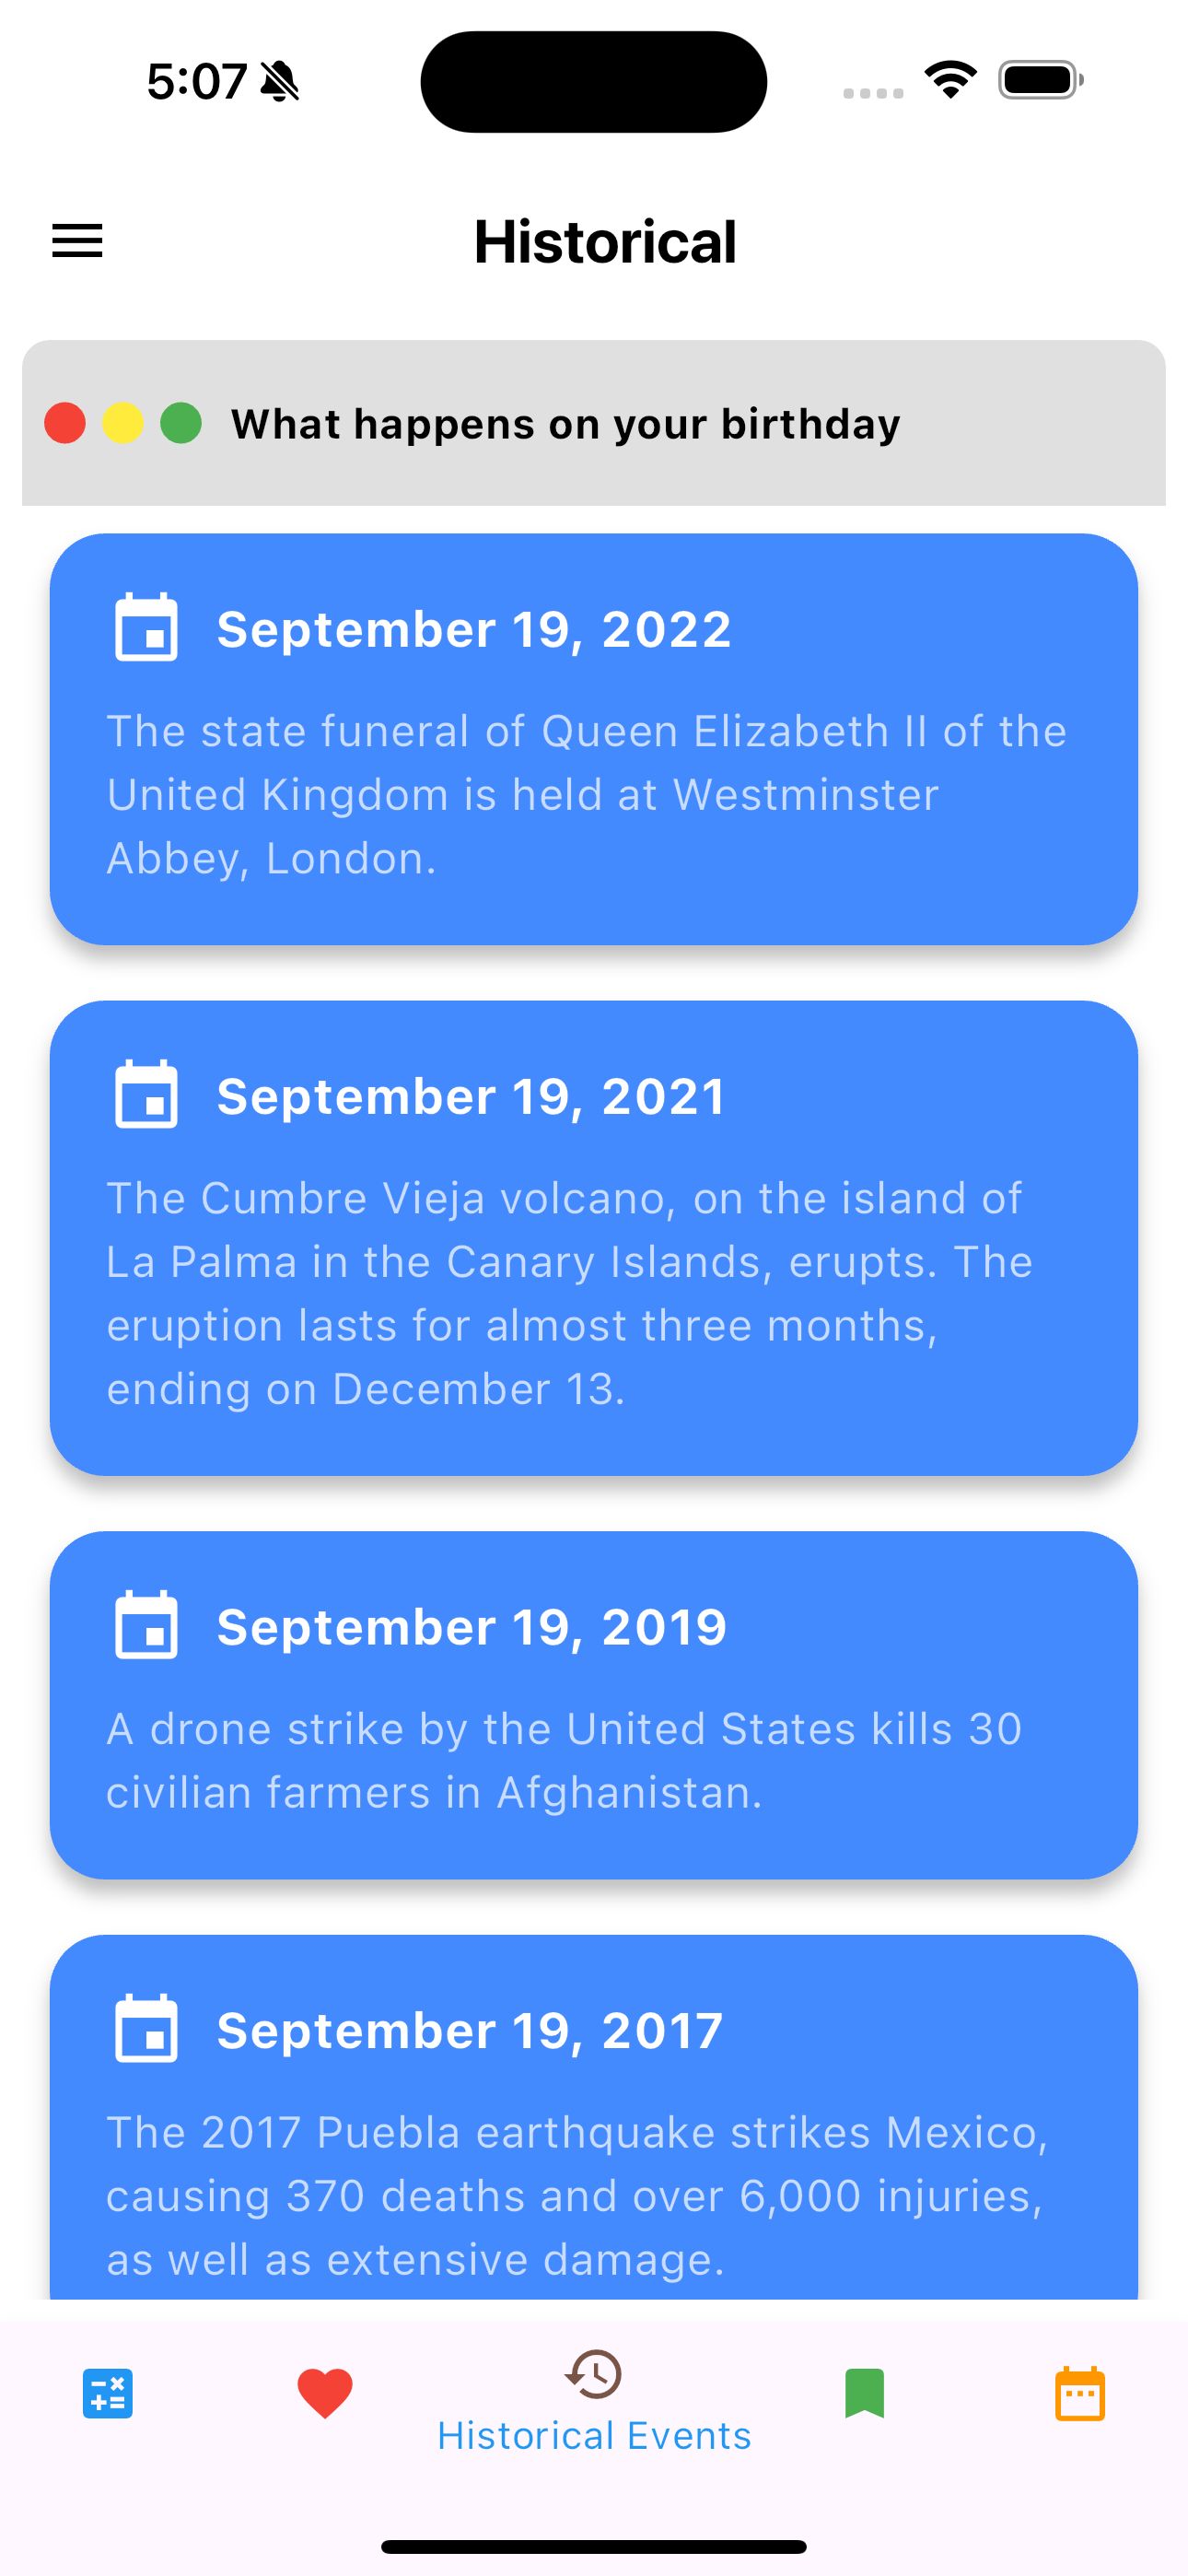 5:07
Historical
What happens on your birthday
September 19, 2022
The state funeral of Queen Elizabeth II of the
United Kingdom is held at Westminster
Abbey, London.
September 19, 2021
The Cumbre Vieja volcano, on the island of
La Palma in the Canary Islands, erupts. The
eruption lasts for almost three months,
ending on December 13.
September 19, 2019
A drone strike by the United States kills 30
civilian farmers in Afghanistan.
September 19, 2017
The 2017 Puebla earthquake strikes Mexico,
causing 370 deaths and over 6,000 injuries,
as well as extensive damage.
Historical Events